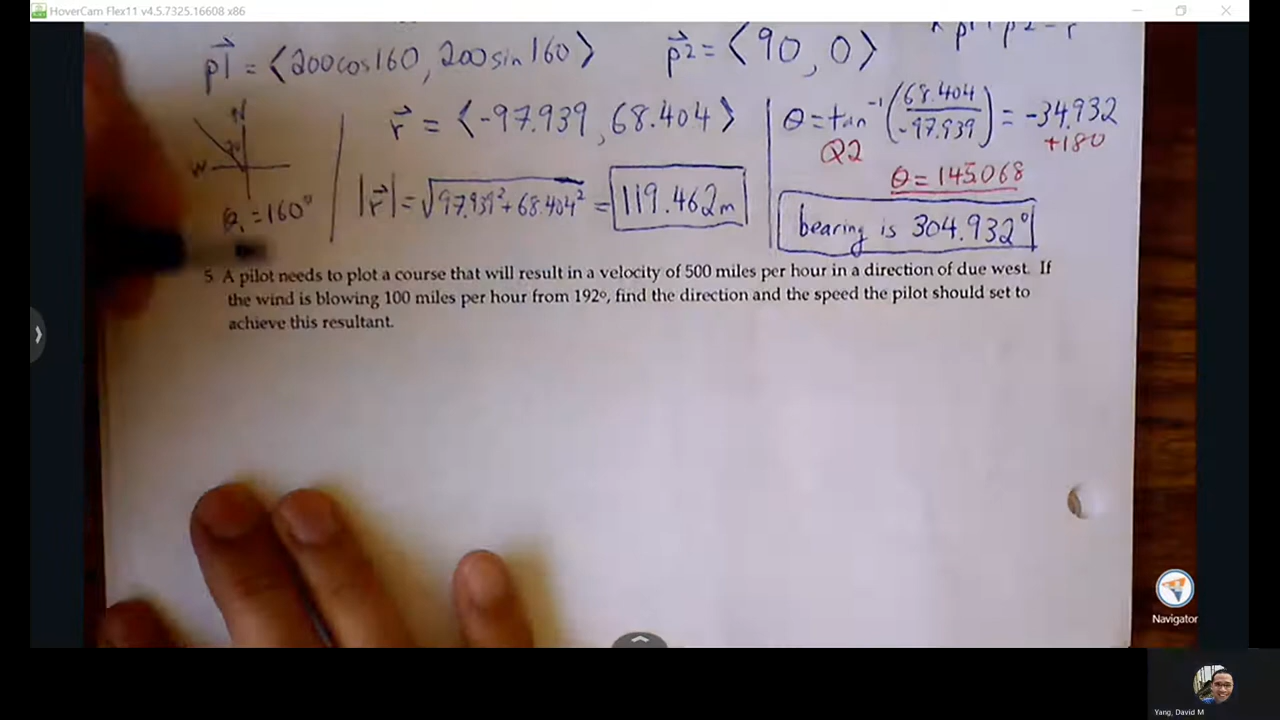 HoverCam Flex11 v4.5.7325.16608 x86
p1 = ⟨200cos160, 200sin160⟩ p2 = ⟨90, 0⟩
N
r = ⟨-97.939, 68.404⟩ θ = tan⁻¹(68.404/-97.939) = -34.932
+180
W Q2
θ = 145.068
|r| = √97.939²+68.404² = 119.462m
θ₁ = 160° bearing is 304.932°
5. A pilot needs to plot a course that will result in a velocity of 500 miles per hour in a direction of due west. If
the wind is blowing 100 miles per hour from 192º, find the direction and the speed the pilot should set to
achieve this resultant.
Navigator
Yang, David M